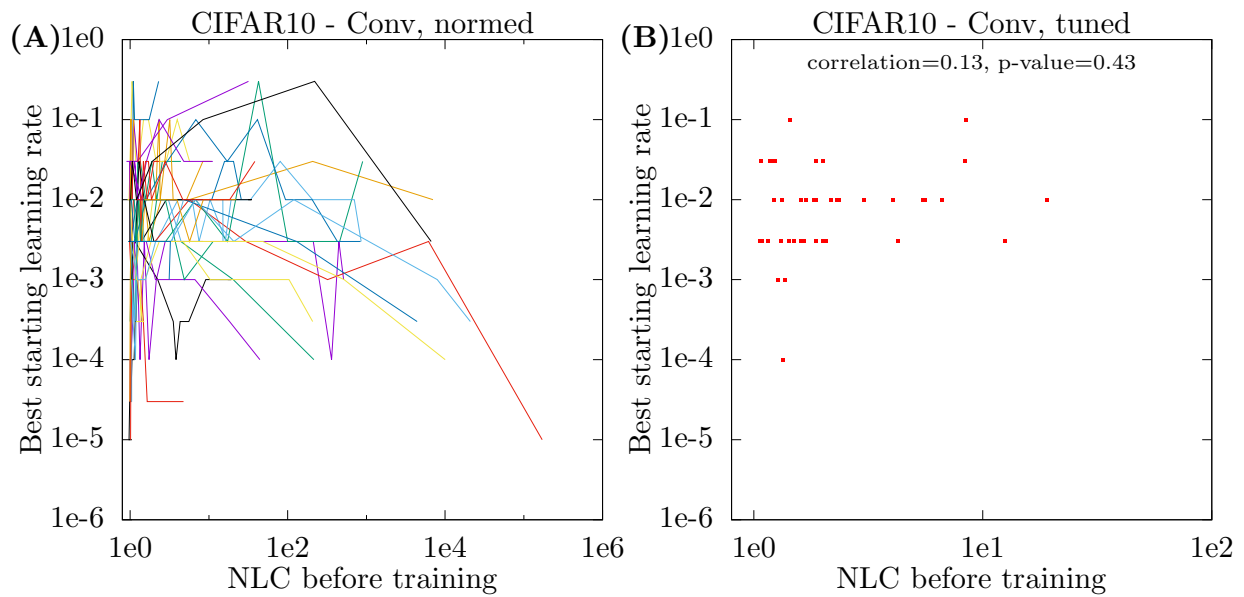 (A)
CIFAR10 - Conv, normed
1e0
1e-1
1e-2
1e-3
1e-4
1e-5
1e-6
Best starting learning rate
1e0 1e2 1e4 1e6
NLC before training
(B)
CIFAR10 - Conv, tuned
correlation=0.13, p-value=0.43
1e0
1e-1
1e-2
1e-3
1e-4
1e-5
1e-6
Best starting learning rate
1e0 1e1 1e2
NLC before training